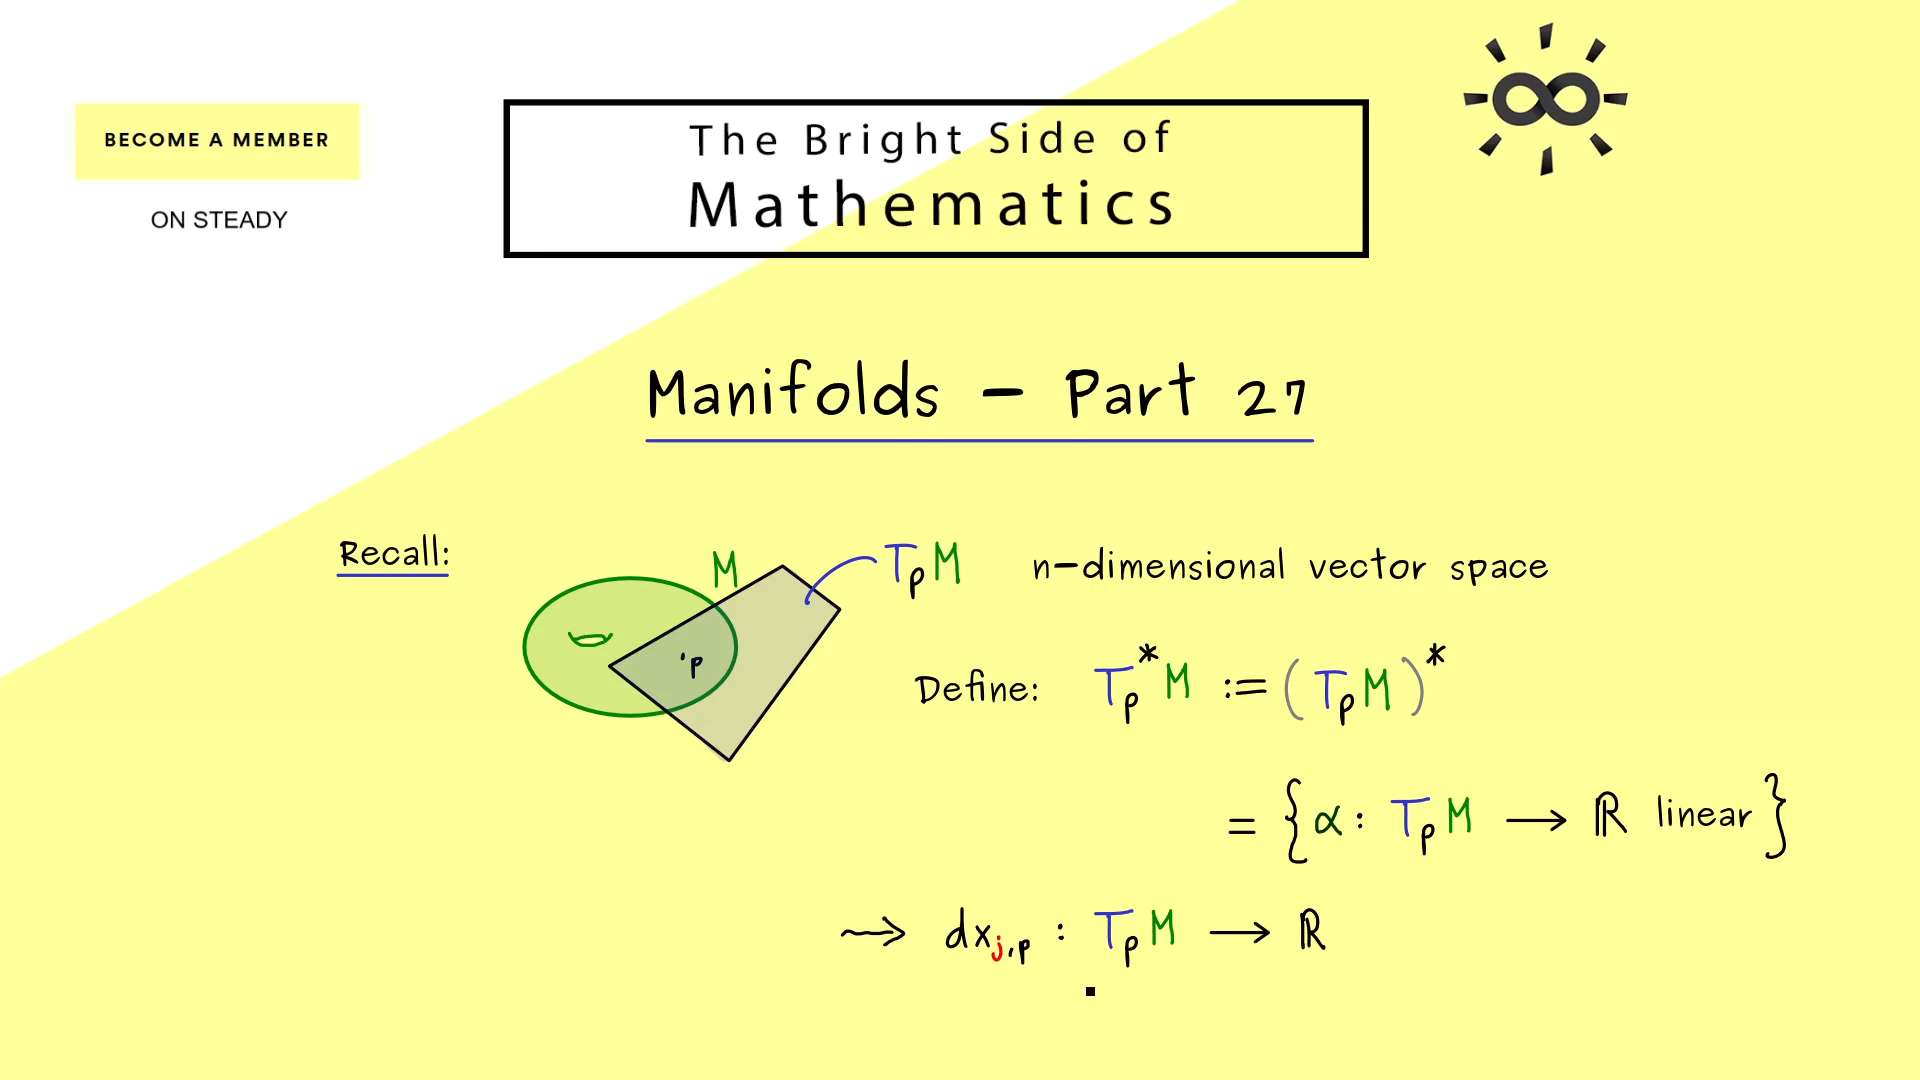 BECOME A MEMBER
ON STEADY
The Bright Side of
Mathematics
Manifolds - Part 27
Recall:
M
p
TₚM n-dimensional vector space
Define: Tₚ*M := (TₚM)*
= {α: TₚM → ℝ linear}
⇝ dx_{j,p} : TₚM → ℝ